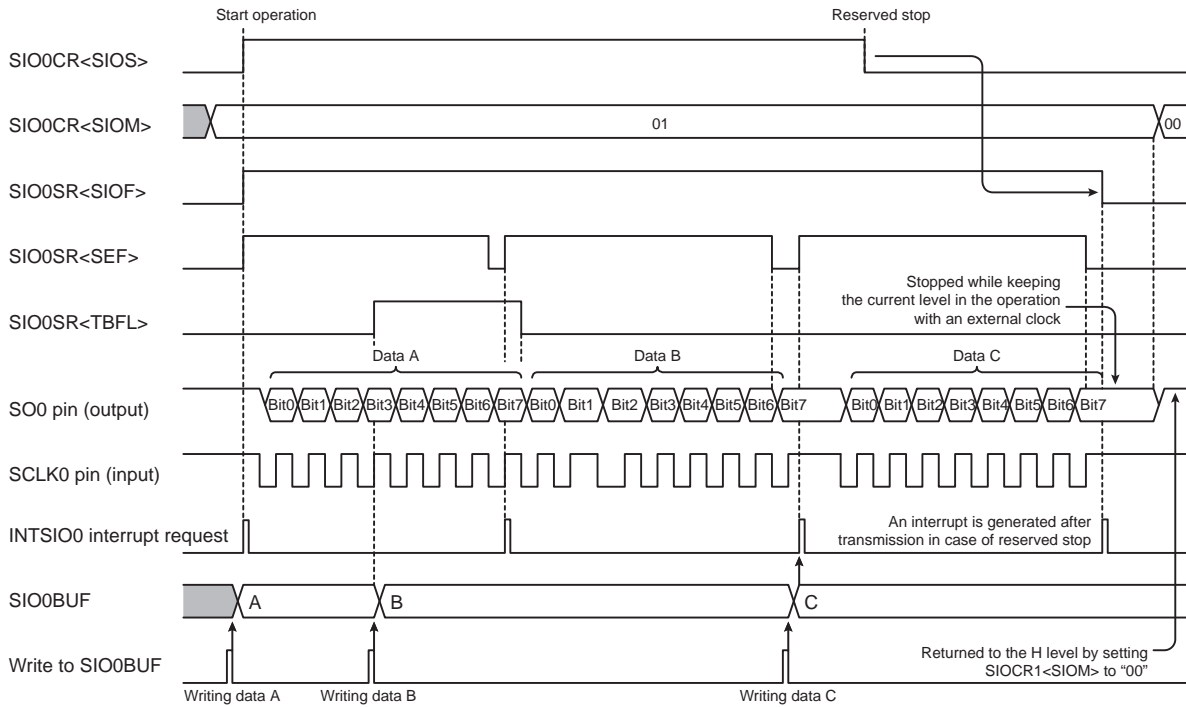 Start operation
Reserved stop
SIO0CR<SIOS>
SIO0CR<SIOM>
01
00
SIO0SR<SIOF>
SIO0SR<SEF>
Stopped while keeping
the current level in the operation
with an external clock
SIO0SR<TBFL>
Data A
Data B
Data C
SO0 pin (output)
Bit0 Bit1 Bit2 Bit3 Bit4 Bit5 Bit6 Bit7 Bit0 Bit1 Bit2 Bit3 Bit4 Bit5 Bit6 Bit7 Bit0 Bit1 Bit2 Bit3 Bit4 Bit5 Bit6 Bit7
SCLK0 pin (input)
INTSIO0 interrupt request
An interrupt is generated after
transmission in case of reserved stop
SIO0BUF
A
B
C
Write to SIO0BUF
Returned to the H level by setting
SIOCR1<SIOM> to “00”
Writing data A
Writing data B
Writing data C